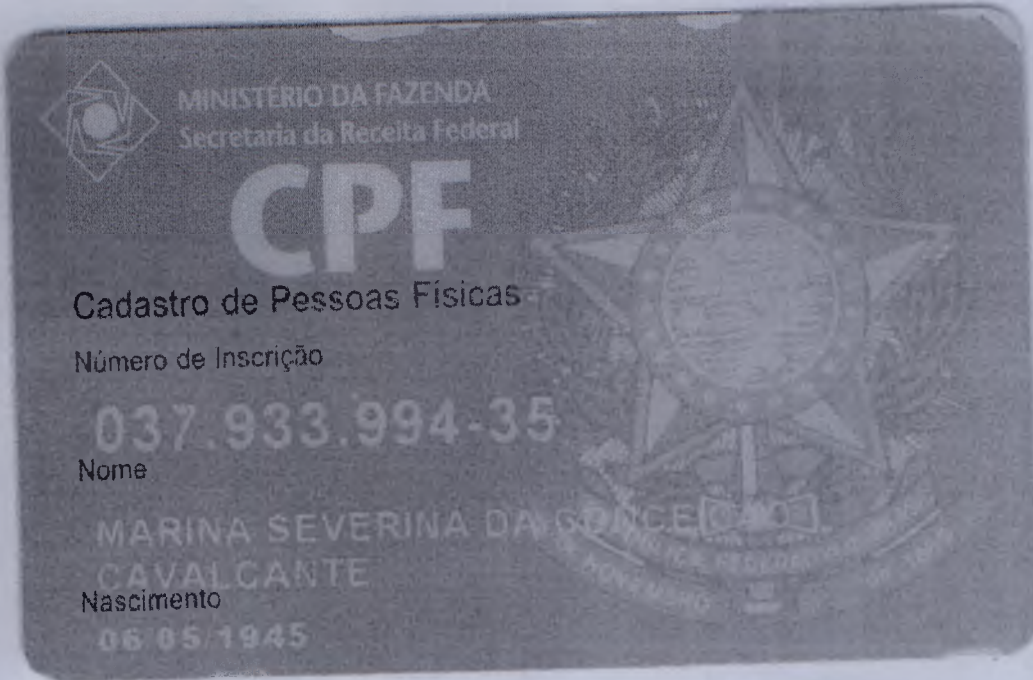 MINISTÉRIO DA FAZENDA
Secretaria da Receita Federal
CPF
Cadastro de Pessoas Físicas
Número de Inscrição
037.933.994-35
Nome
MARINA SEVERINA DA CONCEICAO
CAVALCANTE
Nascimento
06/05/1945